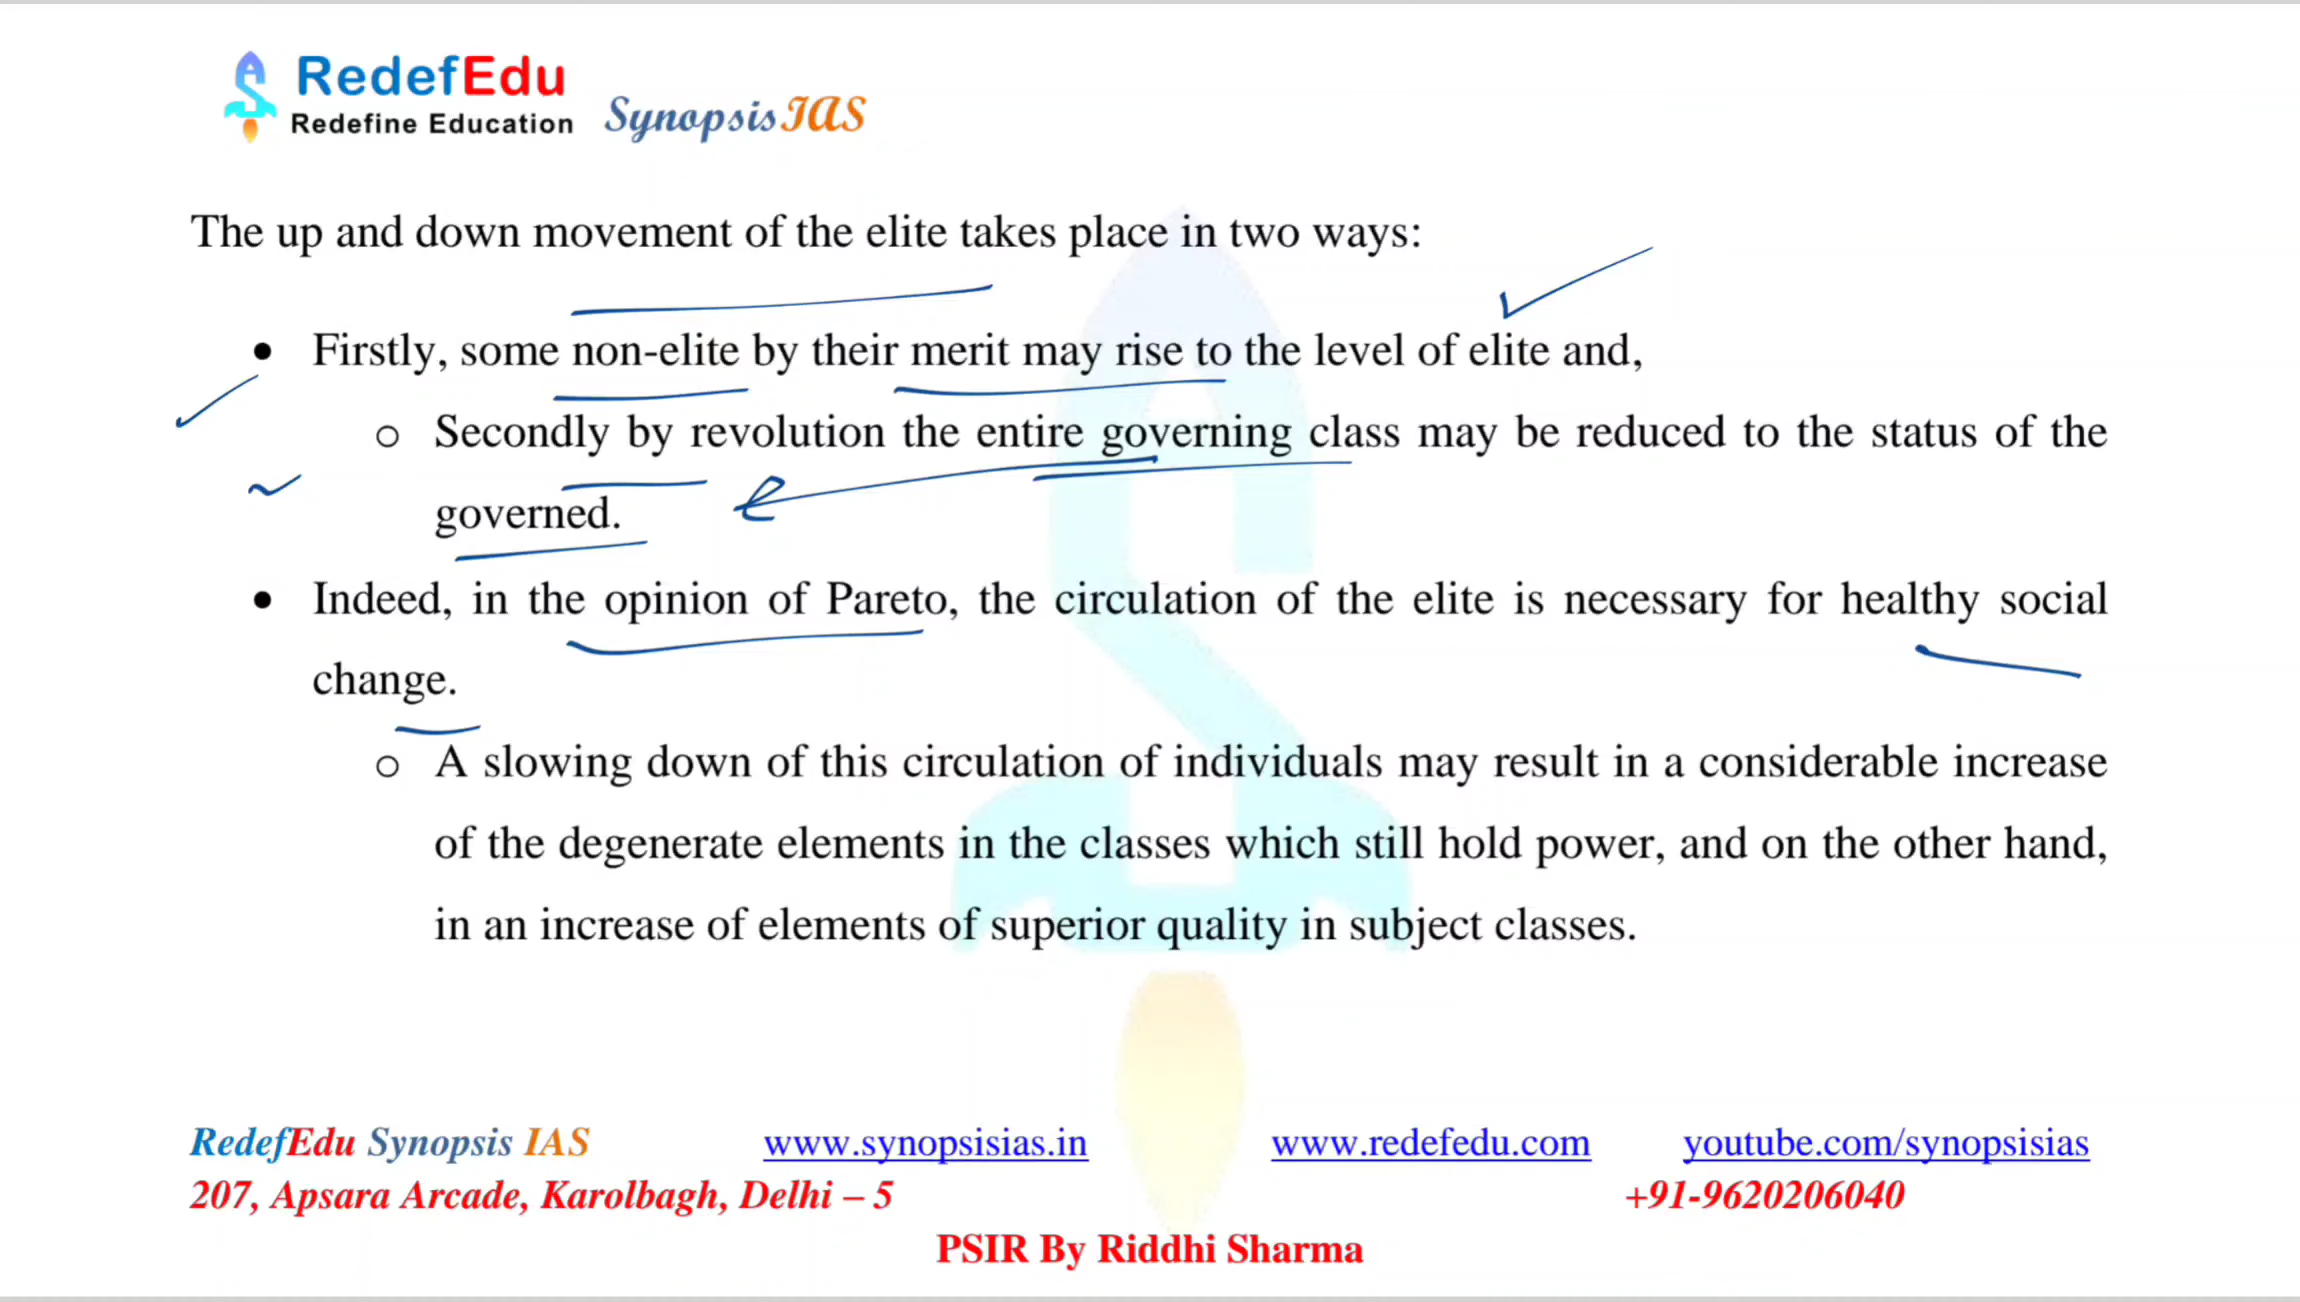 RedefEdu
Redefine Education
Synopsis IAS
The up and down movement of the elite takes place in two ways:
• Firstly, some non-elite by their merit may rise to the level of elite and,
o Secondly by revolution the entire governing class may be reduced to the status of the
governed.
• Indeed, in the opinion of Pareto, the circulation of the elite is necessary for healthy social
change.
o A slowing down of this circulation of individuals may result in a considerable increase
of the degenerate elements in the classes which still hold power, and on the other hand,
in an increase of elements of superior quality in subject classes.
RedefEdu Synopsis IAS www.synopsisias.in www.redefedu.com youtube.com/synopsisias
207, Apsara Arcade, Karolbagh, Delhi – 5 +91-9620206040
PSIR By Riddhi Sharma